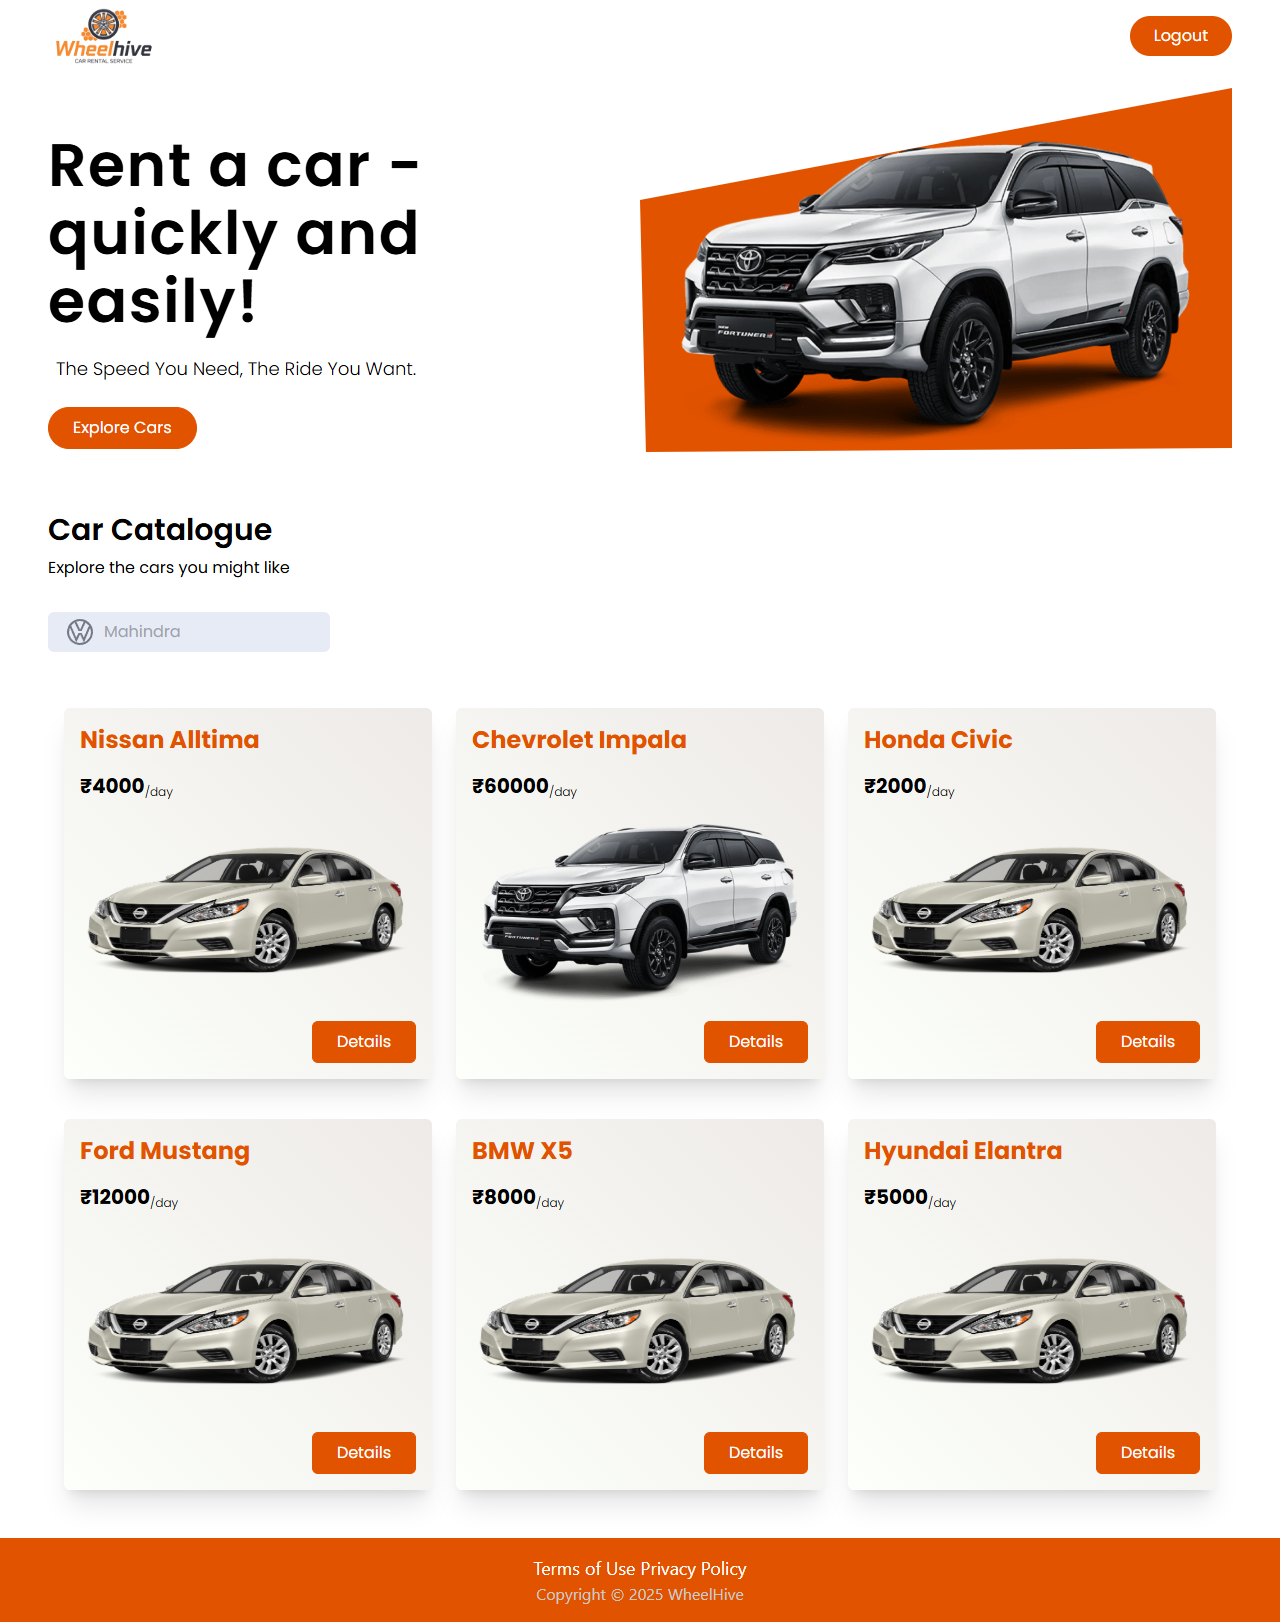 Wheelhive
CAR RENTAL SERVICE
Logout
Rent a car -
quickly and
easily!
The Speed You Need, The Ride You Want.
Explore Cars
NEW
FORTUNER
Car Catalogue
Explore the cars you might like
Mahindra
Nissan Alltima
₹4000/day
Details
Chevrolet Impala
₹60000/day
FORTUNER
Details
Honda Civic
₹2000/day
Details
Ford Mustang
₹12000/day
Details
BMW X5
₹8000/day
Details
Hyundai Elantra
₹5000/day
Details
Terms of Use Privacy Policy
Copyright © 2025 WheelHive